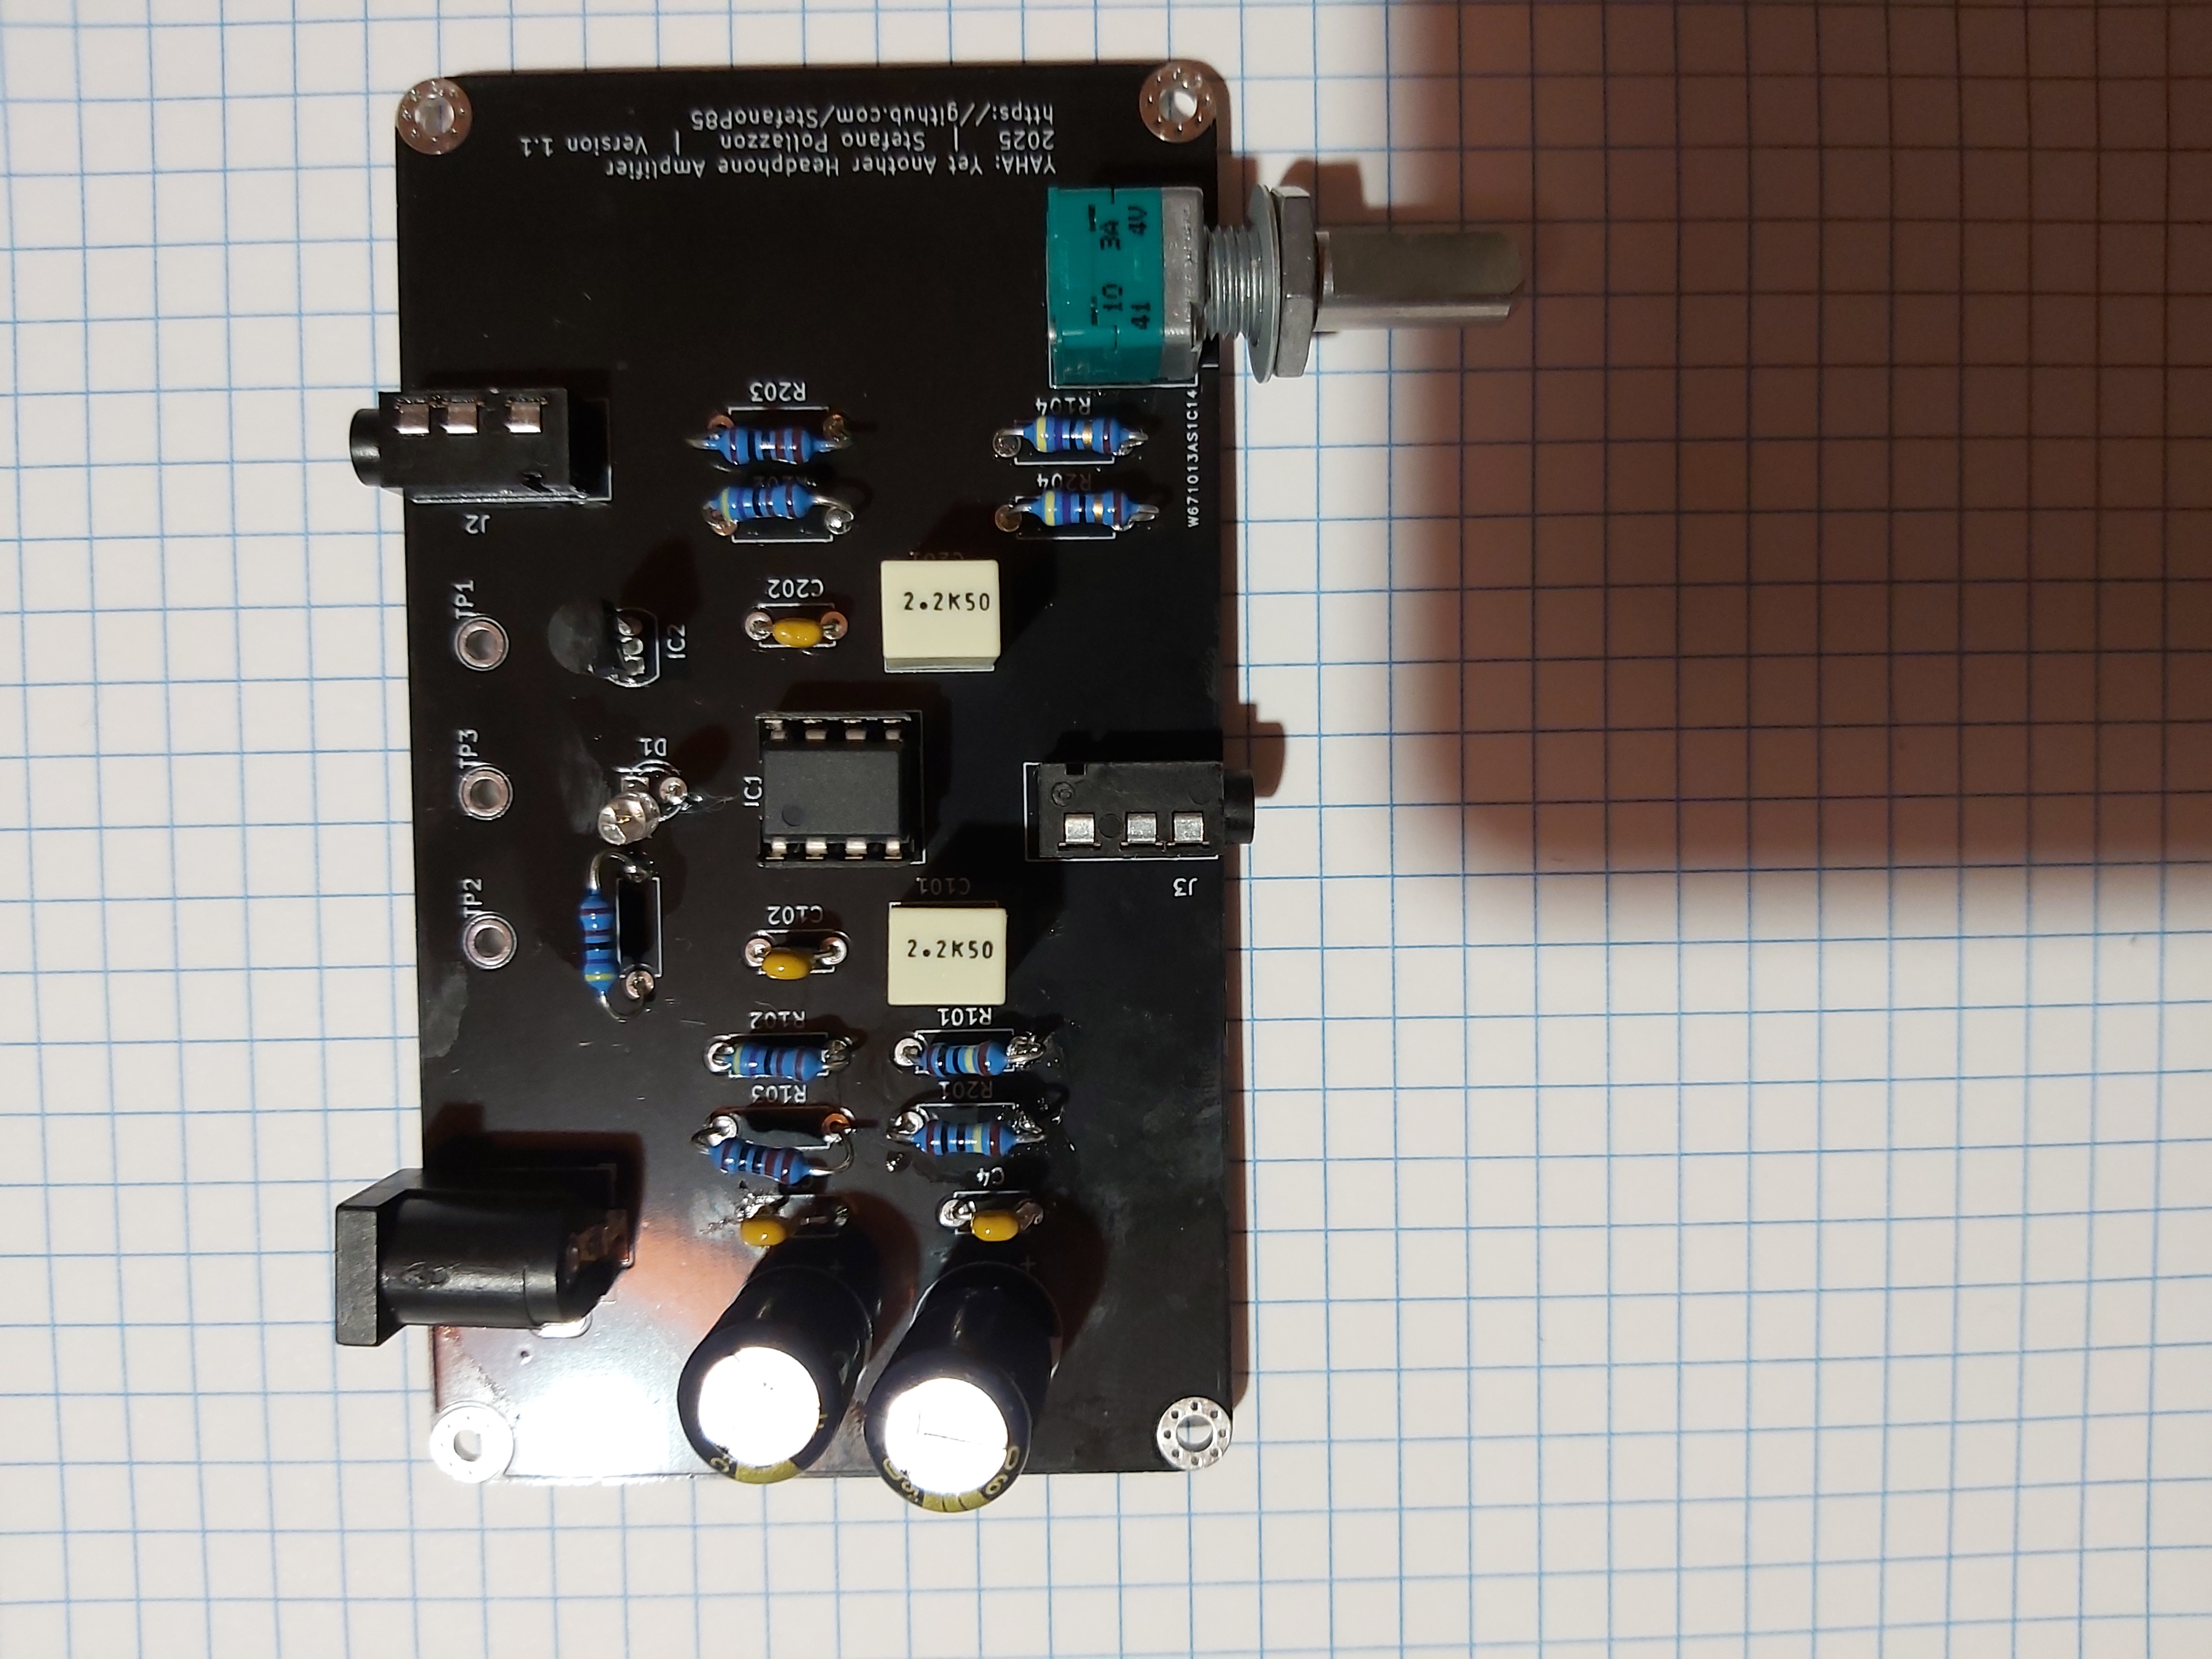 TP2
TP3
TP1
J2
D1
IC2
IC1
R103
R102
C102
C202
R203
C4
R201
R101
C101
2.2K50
2.2K50
R204
R104
J3
W671013AS1C14
10 3A
41 4V
YAHA: Yet Another Headphone Amplifier
2025 | Stefano Pollazzon | Version 1.1
https://github.com/StefanoP85